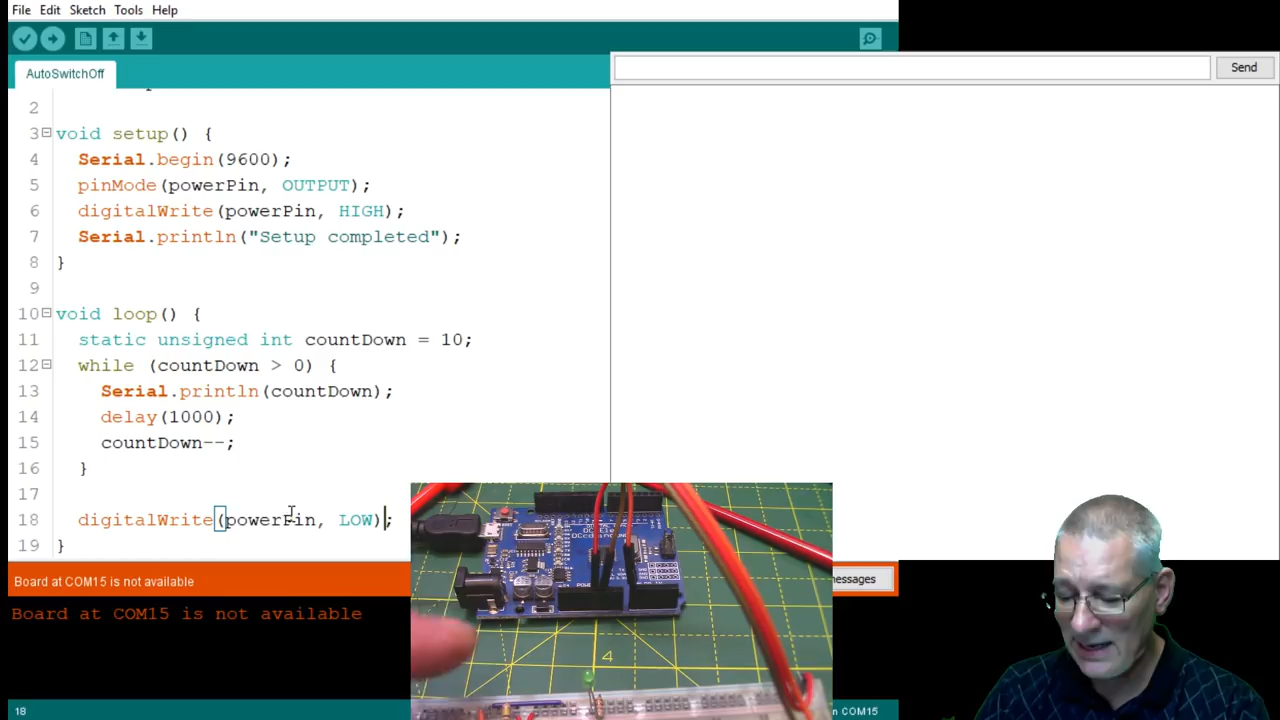 File Edit Sketch Tools Help
AutoSwitchOff
Send
2
3 void setup() {
4 Serial.begin(9600);
5 pinMode(powerPin, OUTPUT);
6 digitalWrite(powerPin, HIGH);
7 Serial.println("Setup completed");
8 }
9
10 void loop() {
11 static unsigned int countDown = 10;
12 while (countDown > 0) {
13 Serial.println(countDown);
14 delay(1000);
15 countDown--;
16 }
17
18 digitalWrite(powerPin, LOW);
19 }
Board at COM15 is not available
messages
Board at COM15 is not available
4
18
COM15